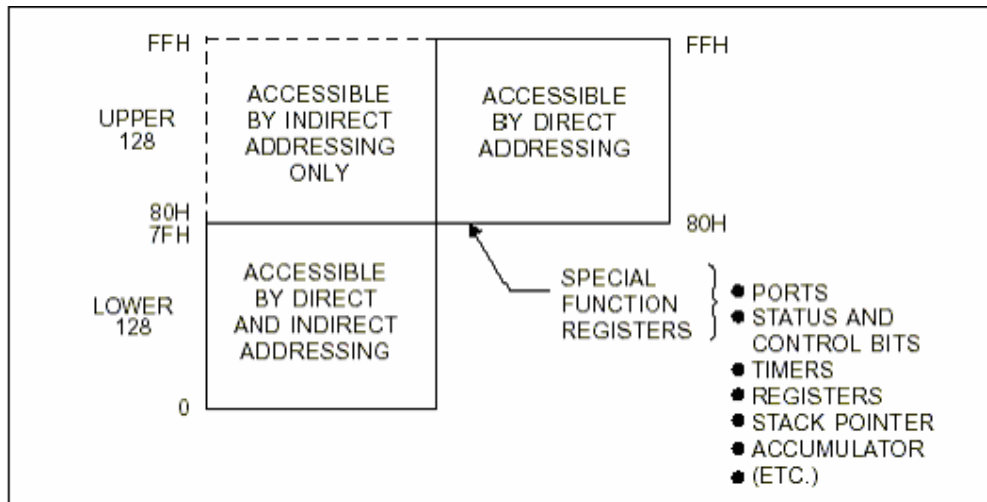 FFH
UPPER
128
80H
7FH
LOWER
128
0
ACCESSIBLE
BY INDIRECT
ADDRESSING
ONLY
ACCESSIBLE
BY DIRECT
ADDRESSING
FFH
80H
ACCESSIBLE
BY DIRECT
AND INDIRECT
ADDRESSING
SPECIAL
FUNCTION
REGISTERS
● PORTS
● STATUS AND
CONTROL BITS
● TIMERS
● REGISTERS
● STACK POINTER
● ACCUMULATOR
● (ETC.)